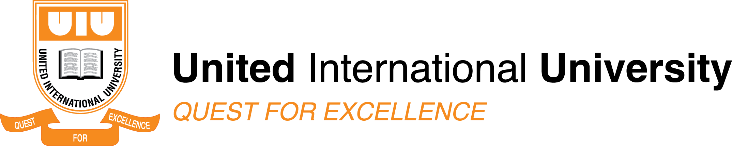 UIU
UNITED INTERNATIONAL UNIVERSITY
QUEST FOR EXCELLENCE
United International University
QUEST FOR EXCELLENCE